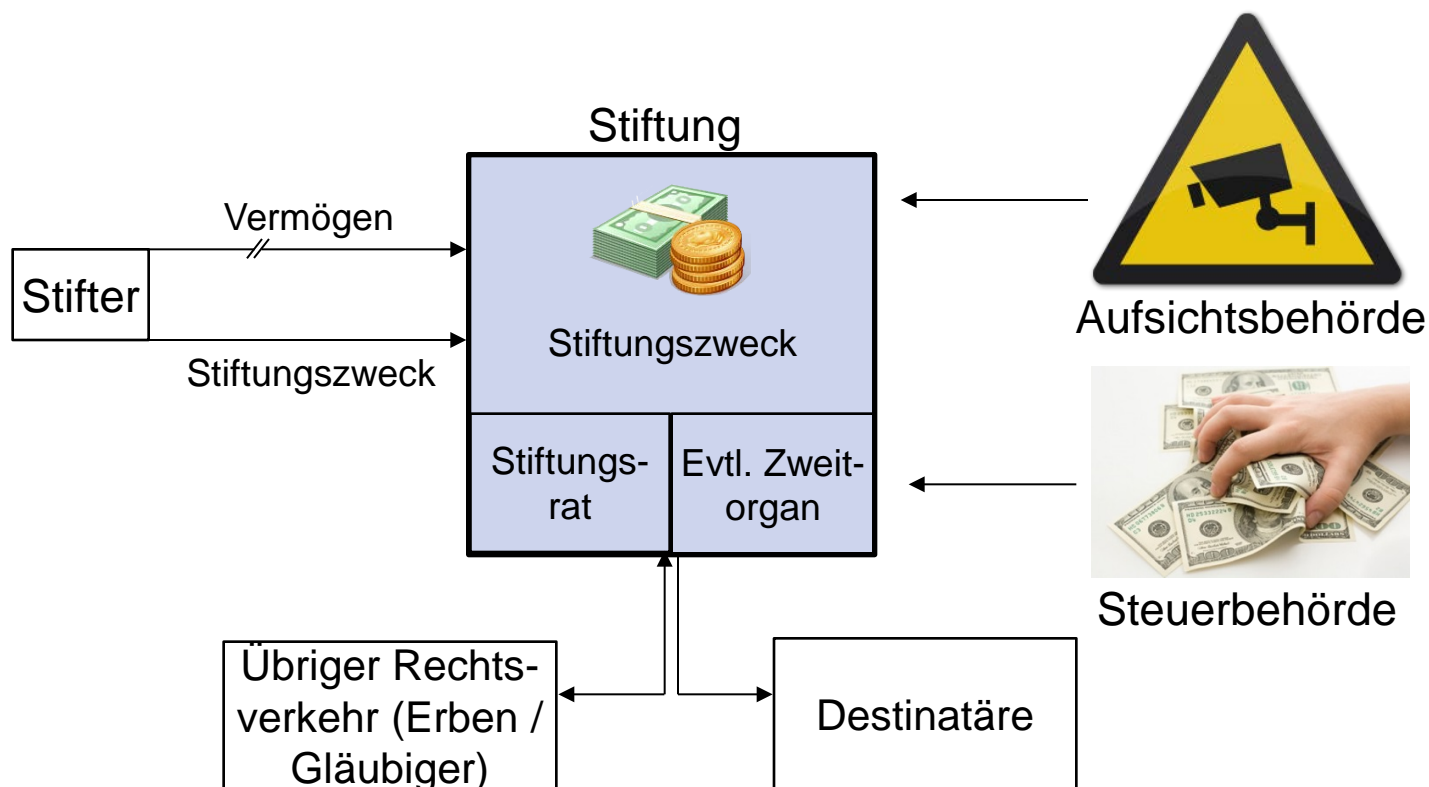 Stiftung
Vermögen
Stifter
Stiftungszweck
Stiftungszweck
Stiftungs-
rat
Evtl. Zweit-
organ
Aufsichtsbehörde
Steuerbehörde
Übriger Rechts-
verkehr (Erben /
Gläubiger)
Destinatäre